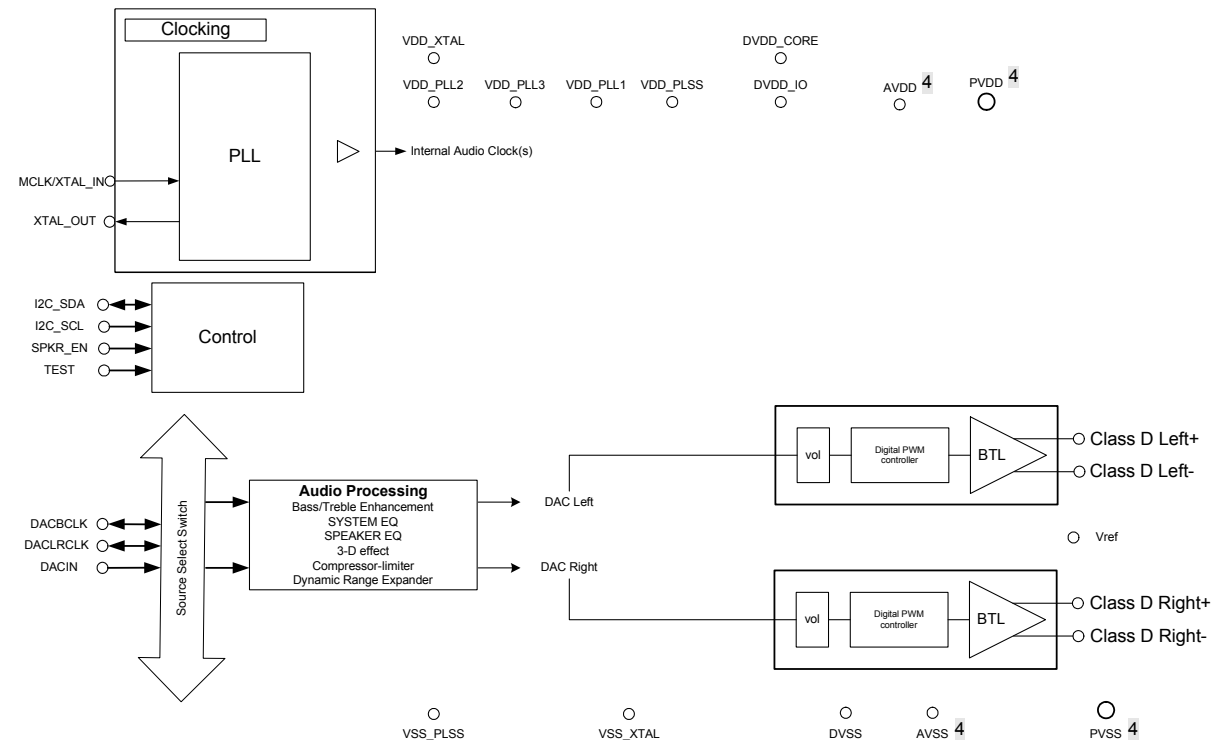 Clocking
PLL
MCLK/XTAL_IN
XTAL_OUT
Internal Audio Clock(s)
VDD_XTAL
DVDD_CORE
VDD_PLL2
VDD_PLL3
VDD_PLL1
VDD_PLSS
DVDD_IO
AVDD 4
PVDD 4
I2C_SDA
I2C_SCL
SPKR_EN
TEST
Control
DACBCLK
DACLRCLK
DACIN
Source Select Switch
Audio Processing
Bass/Treble Enhancement
SYSTEM EQ
SPEAKER EQ
3-D effect
Compressor-limiter
Dynamic Range Expander
DAC Left
DAC Right
vol
Digital PWM
controller
BTL
Class D Left+
Class D Left-
Vref
vol
Digital PWM
controller
BTL
Class D Right+
Class D Right-
VSS_PLSS
VSS_XTAL
DVSS
AVSS 4
PVSS 4